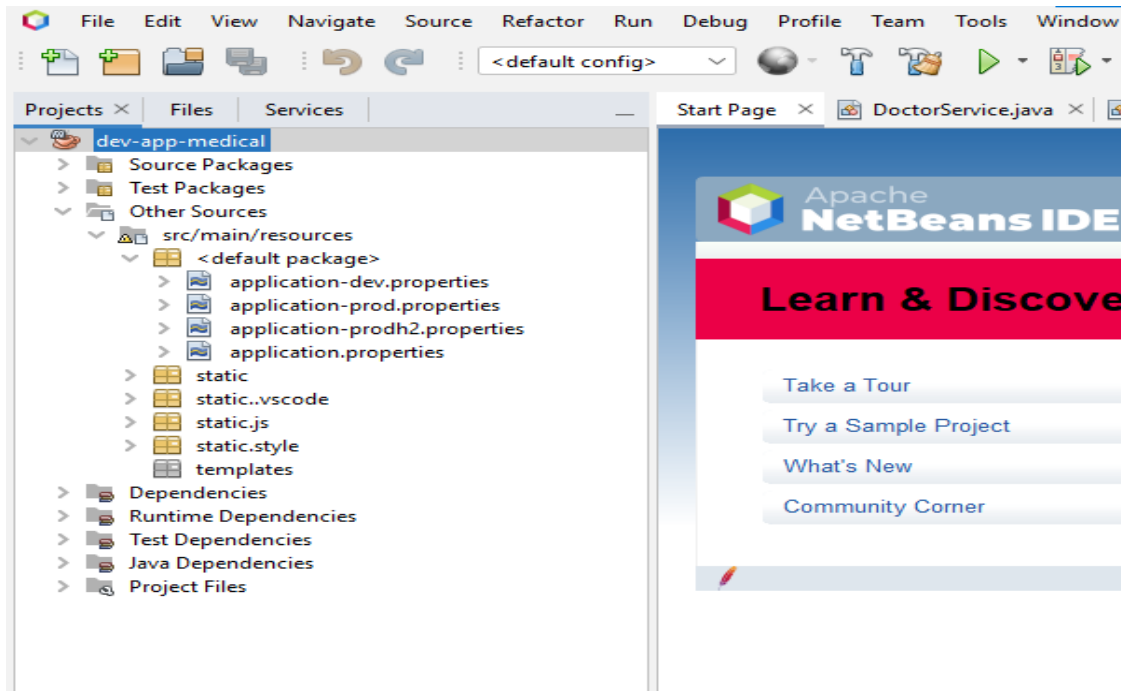 File Edit View Navigate Source Refactor Run Debug Profile Team Tools Window
<default config>
Projects Files Services
Start Page DoctorService.java
dev-app-medical
Source Packages
Test Packages
Other Sources
src/main/resources
<default package>
application-dev.properties
application-prod.properties
application-prodh2.properties
application.properties
static
static..vscode
static.js
static.style
templates
Dependencies
Runtime Dependencies
Test Dependencies
Java Dependencies
Project Files
Apache
NetBeans IDE
Learn & Discove
Take a Tour
Try a Sample Project
What's New
Community Corner